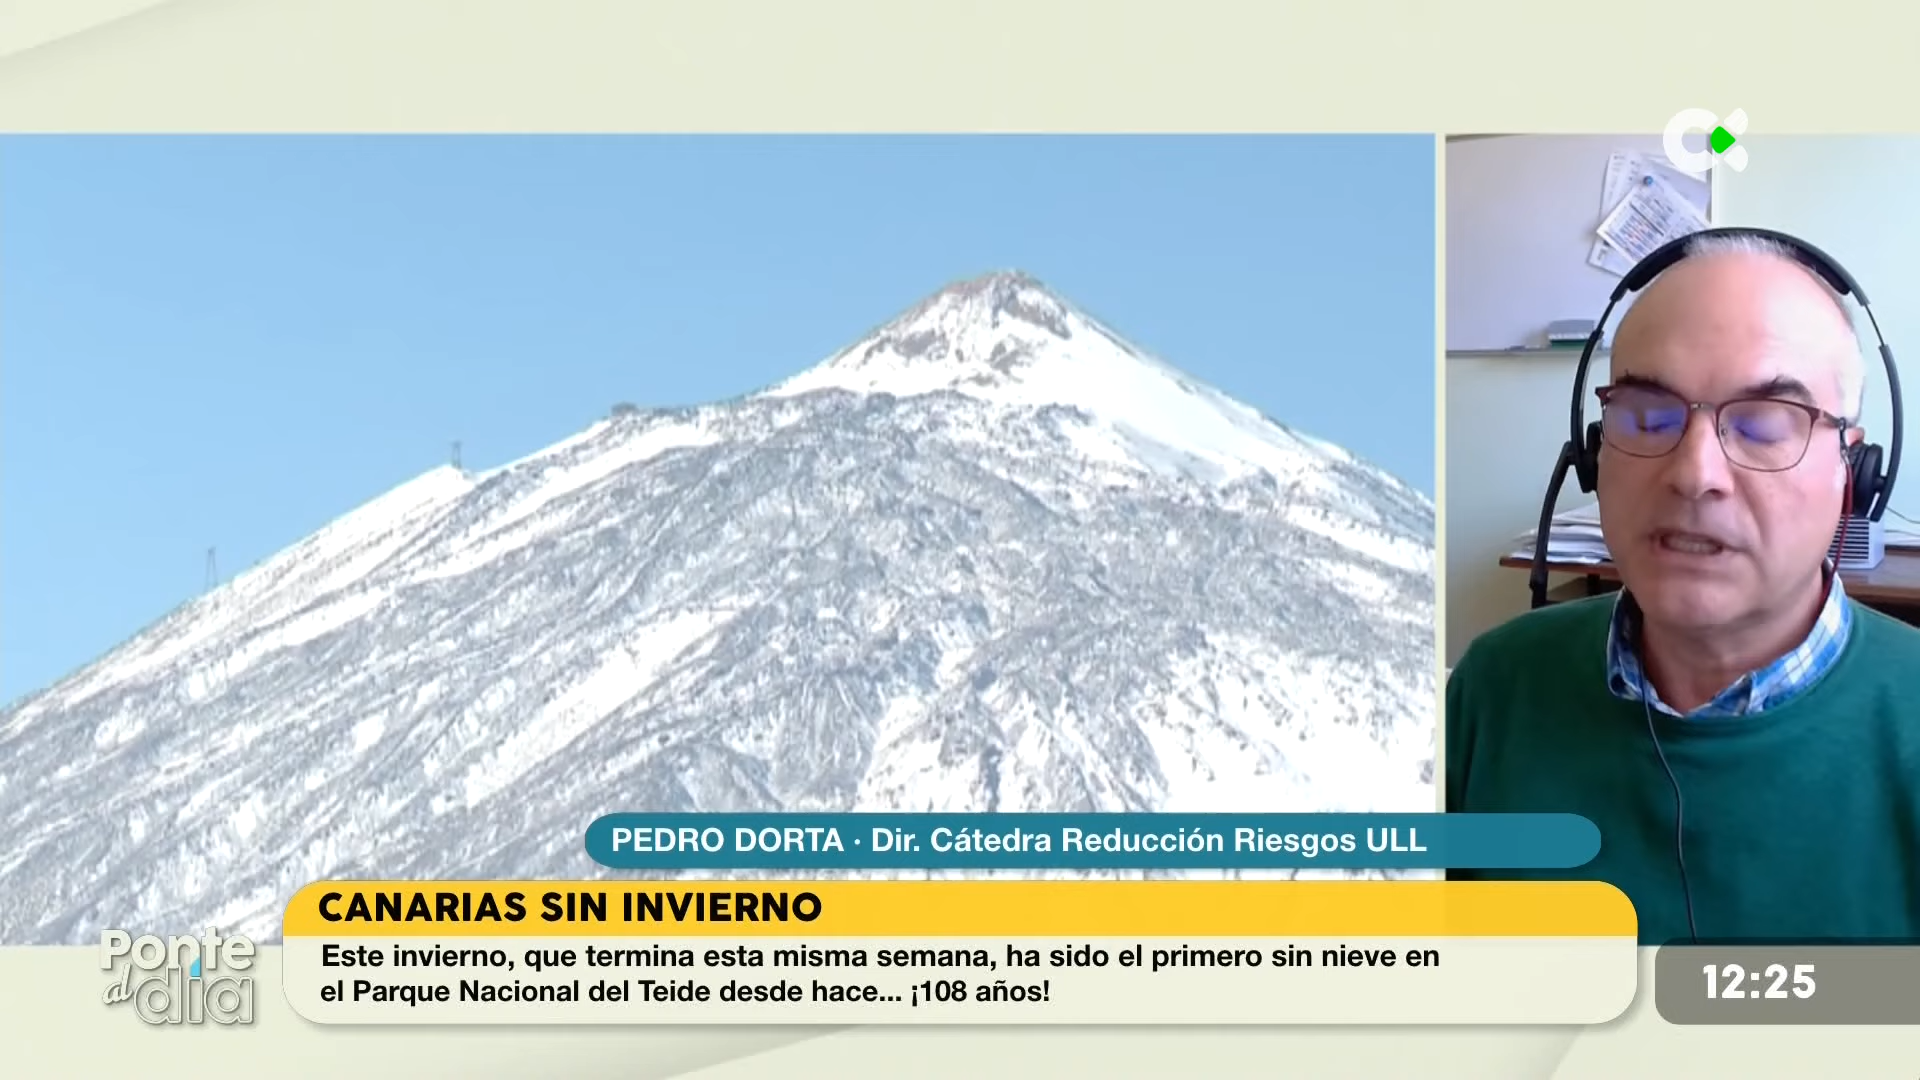 PEDRO DORTA · Dir. Cátedra Reducción Riesgos ULL
CANARIAS SIN INVIERNO
Este invierno, que termina esta misma semana, ha sido el primero sin nieve en
el Parque Nacional del Teide desde hace... ¡108 años!
Ponte
al día
12:25